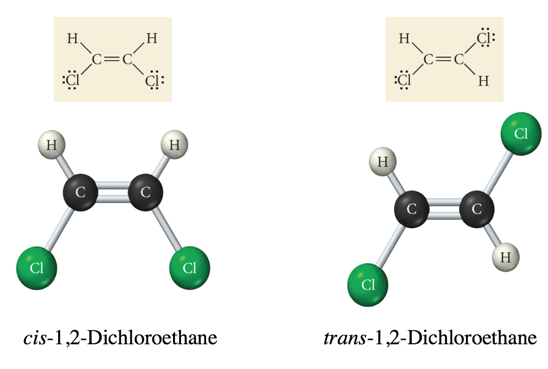 H H
C=C
:Cl Cl:
H Cl:
C=C
:Cl H
H H
C C
Cl Cl
Cl
H
C C
H
Cl
cis-1,2-Dichloroethane
trans-1,2-Dichloroethane